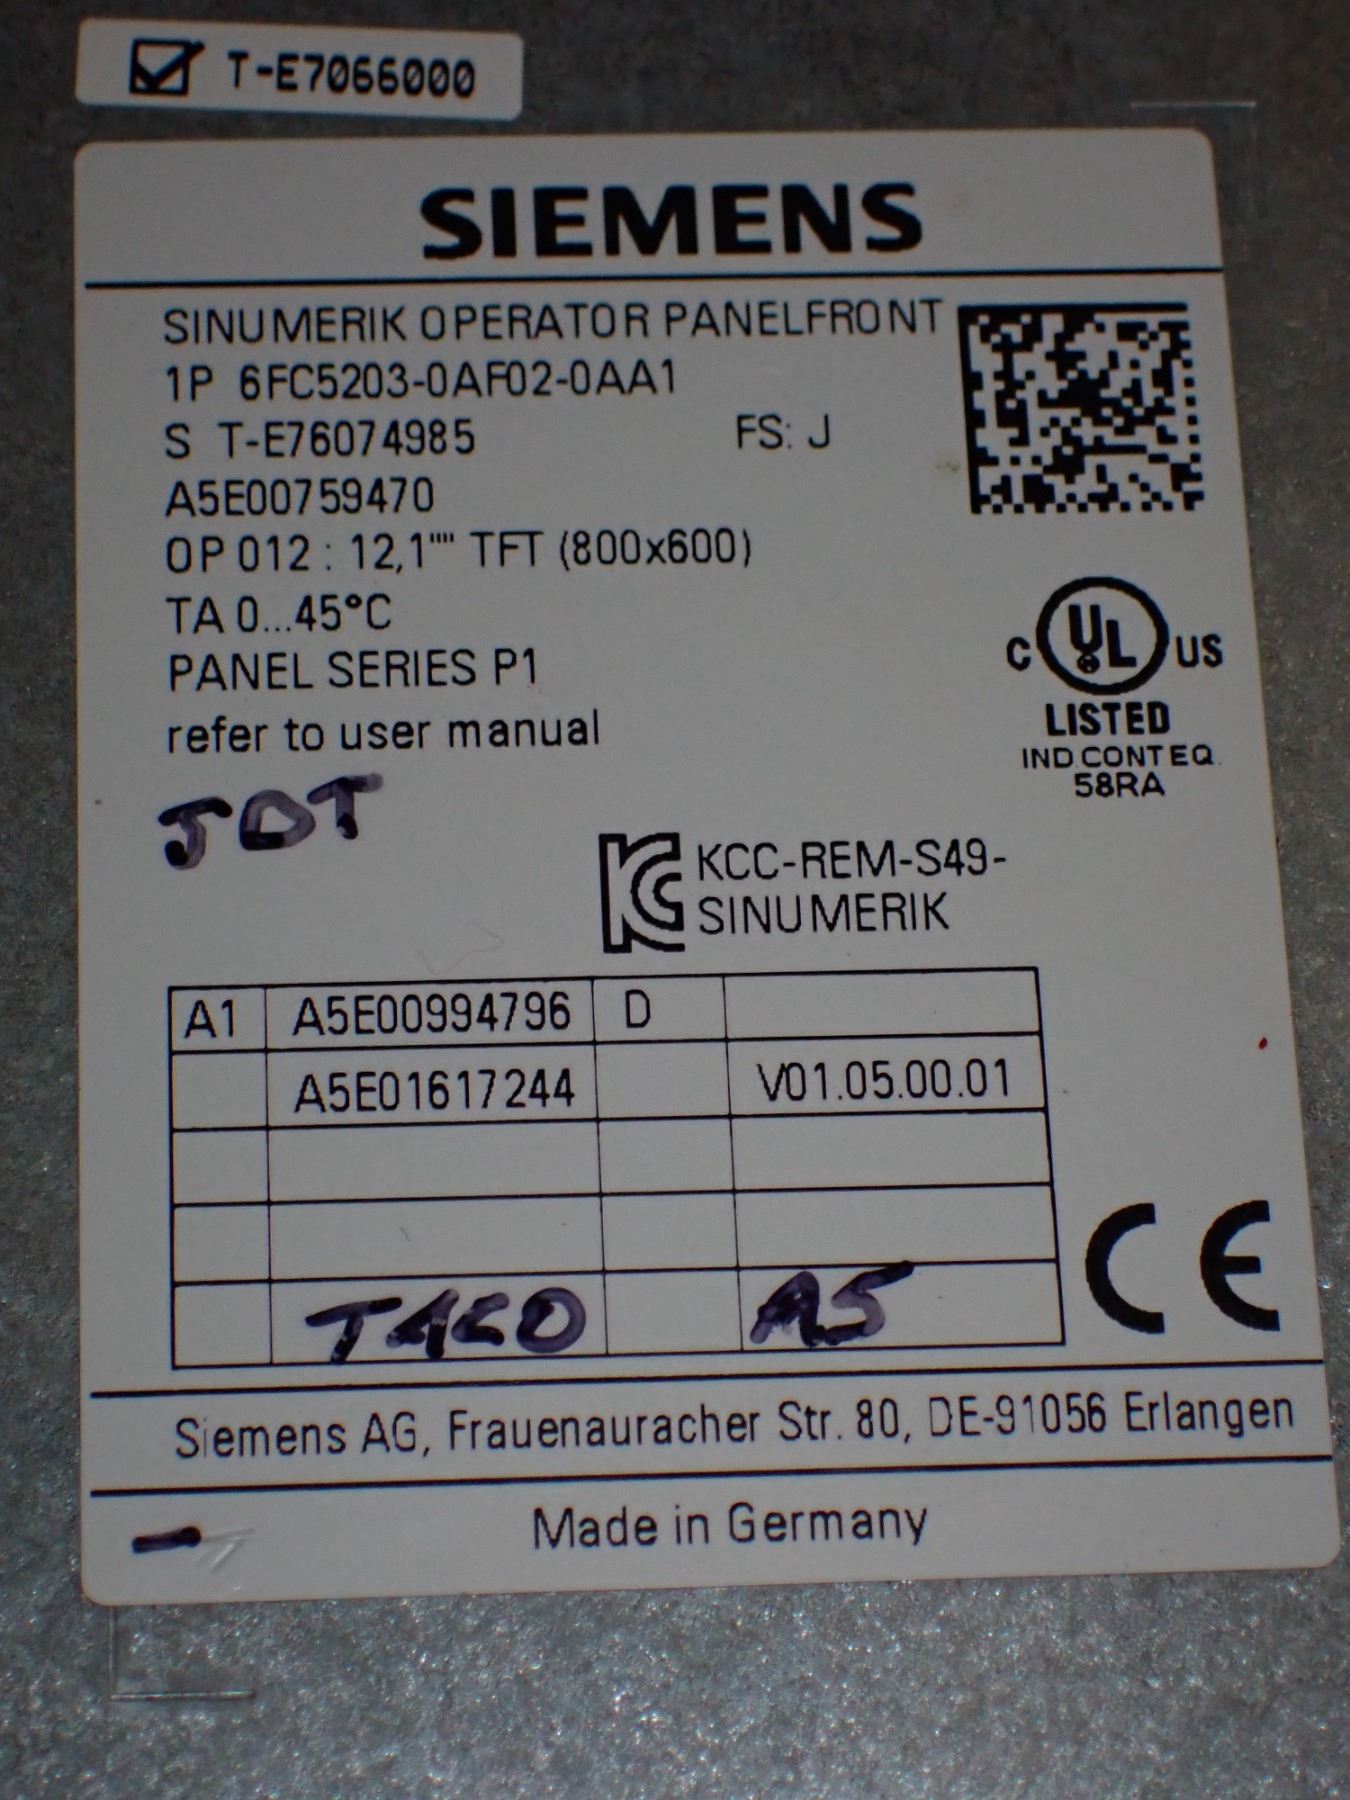 T-E7066000
SIEMENS
SINUMERIK OPERATOR PANELFRONT
1P 6FC5203-0AF02-0AA1
S T-E76074985 FS: J
A5E00759470
OP 012 : 12,1"" TFT (800x600)
TA 0...45°C
PANEL SERIES P1
refer to user manual
C UL US
LISTED
IND.CONT.EQ.
58RA
JDT
KCC-REM-S49-
SINUMERIK
A1 A5E00994796 D
A5E01617244 V01.05.00.01
A5
CE
Siemens AG, Frauenauracher Str. 80, DE-91056 Erlangen
Made in Germany